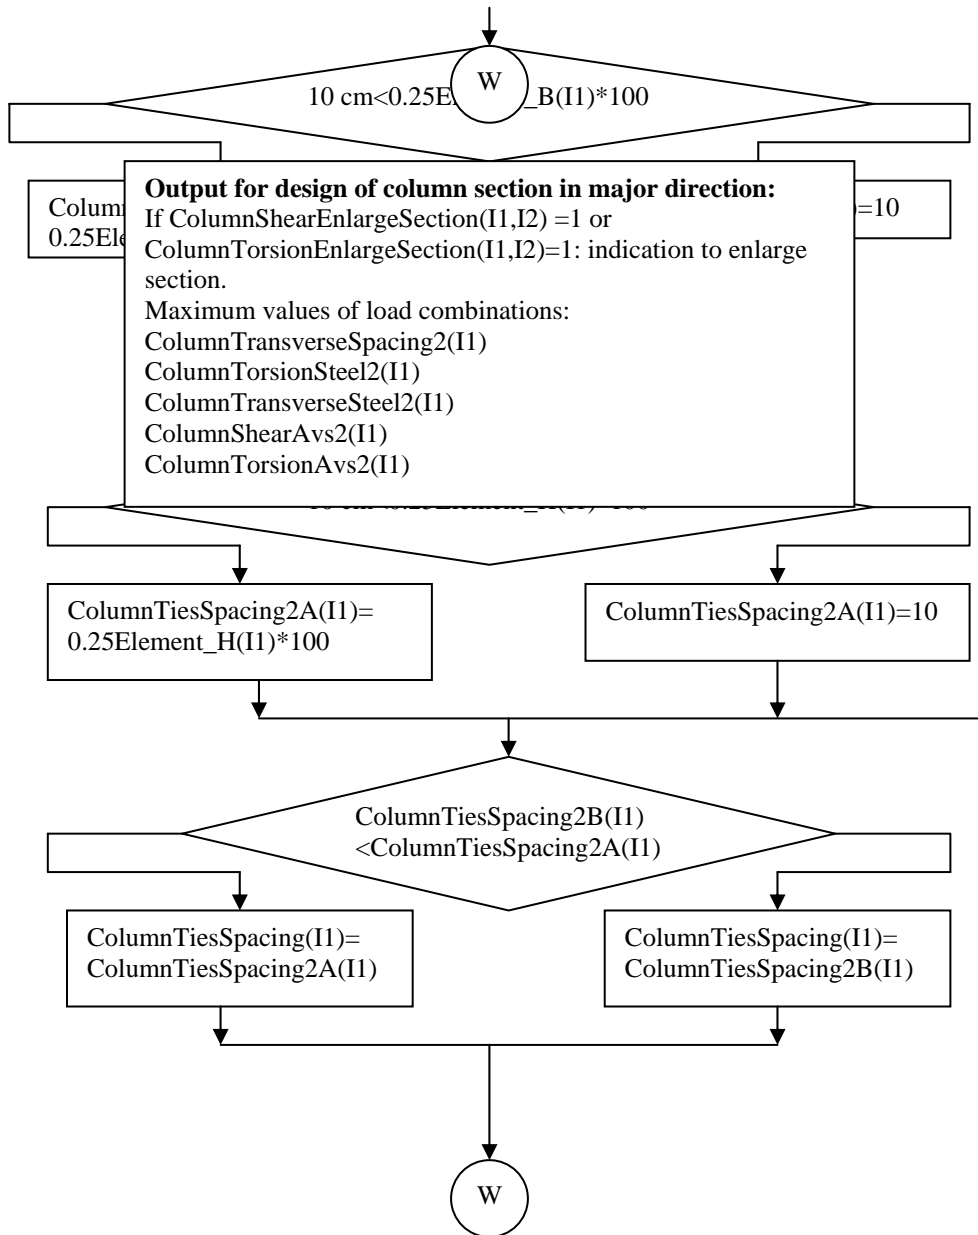 W
10 cm<0.25E _B(I1)*100
Output for design of column section in major direction:
If ColumnShearEnlargeSection(I1,I2) =1 or
ColumnTorsionEnlargeSection(I1,I2)=1: indication to enlarge
section.
Maximum values of load combinations:
ColumnTransverseSpacing2(I1)
ColumnTorsionSteel2(I1)
ColumnTransverseSteel2(I1)
ColumnShearAvs2(I1)
ColumnTorsionAvs2(I1)
Colum
0.25Ele
)=10
ColumnTiesSpacing2A(I1)=
0.25Element_H(I1)*100
ColumnTiesSpacing2A(I1)=10
ColumnTiesSpacing2B(I1)
<ColumnTiesSpacing2A(I1)
ColumnTiesSpacing(I1)=
ColumnTiesSpacing2A(I1)
ColumnTiesSpacing(I1)=
ColumnTiesSpacing2B(I1)
W